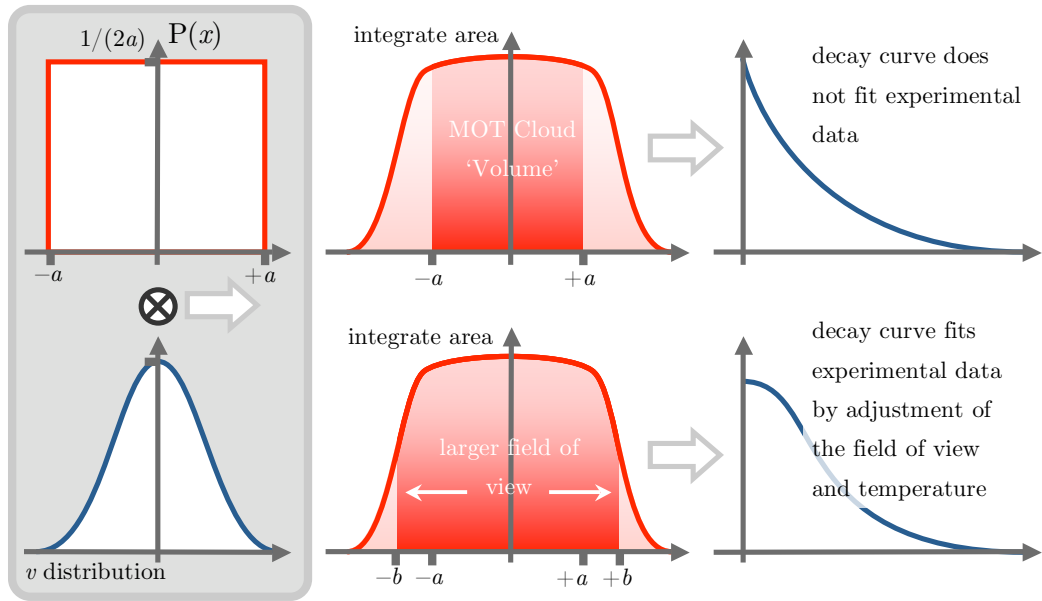 1/(2a)
P(x)
−a
+a
v distribution
integrate area
MOT Cloud
‘Volume’
−a
+a
decay curve does
not fit experimental
data
integrate area
larger field of
view
−b
−a
+a
+b
decay curve fits
experimental data
by adjustment of
the field of view
and temperature